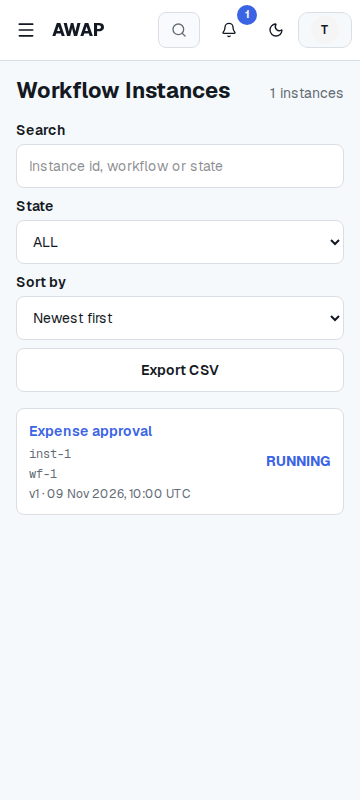 AWAP
1
T
Workflow Instances
1 instances
Search
Instance id, workflow or state
State
ALL
Sort by
Newest first
Export CSV
Expense approval
inst-1
wf-1
v1 · 09 Nov 2026, 10:00 UTC
RUNNING